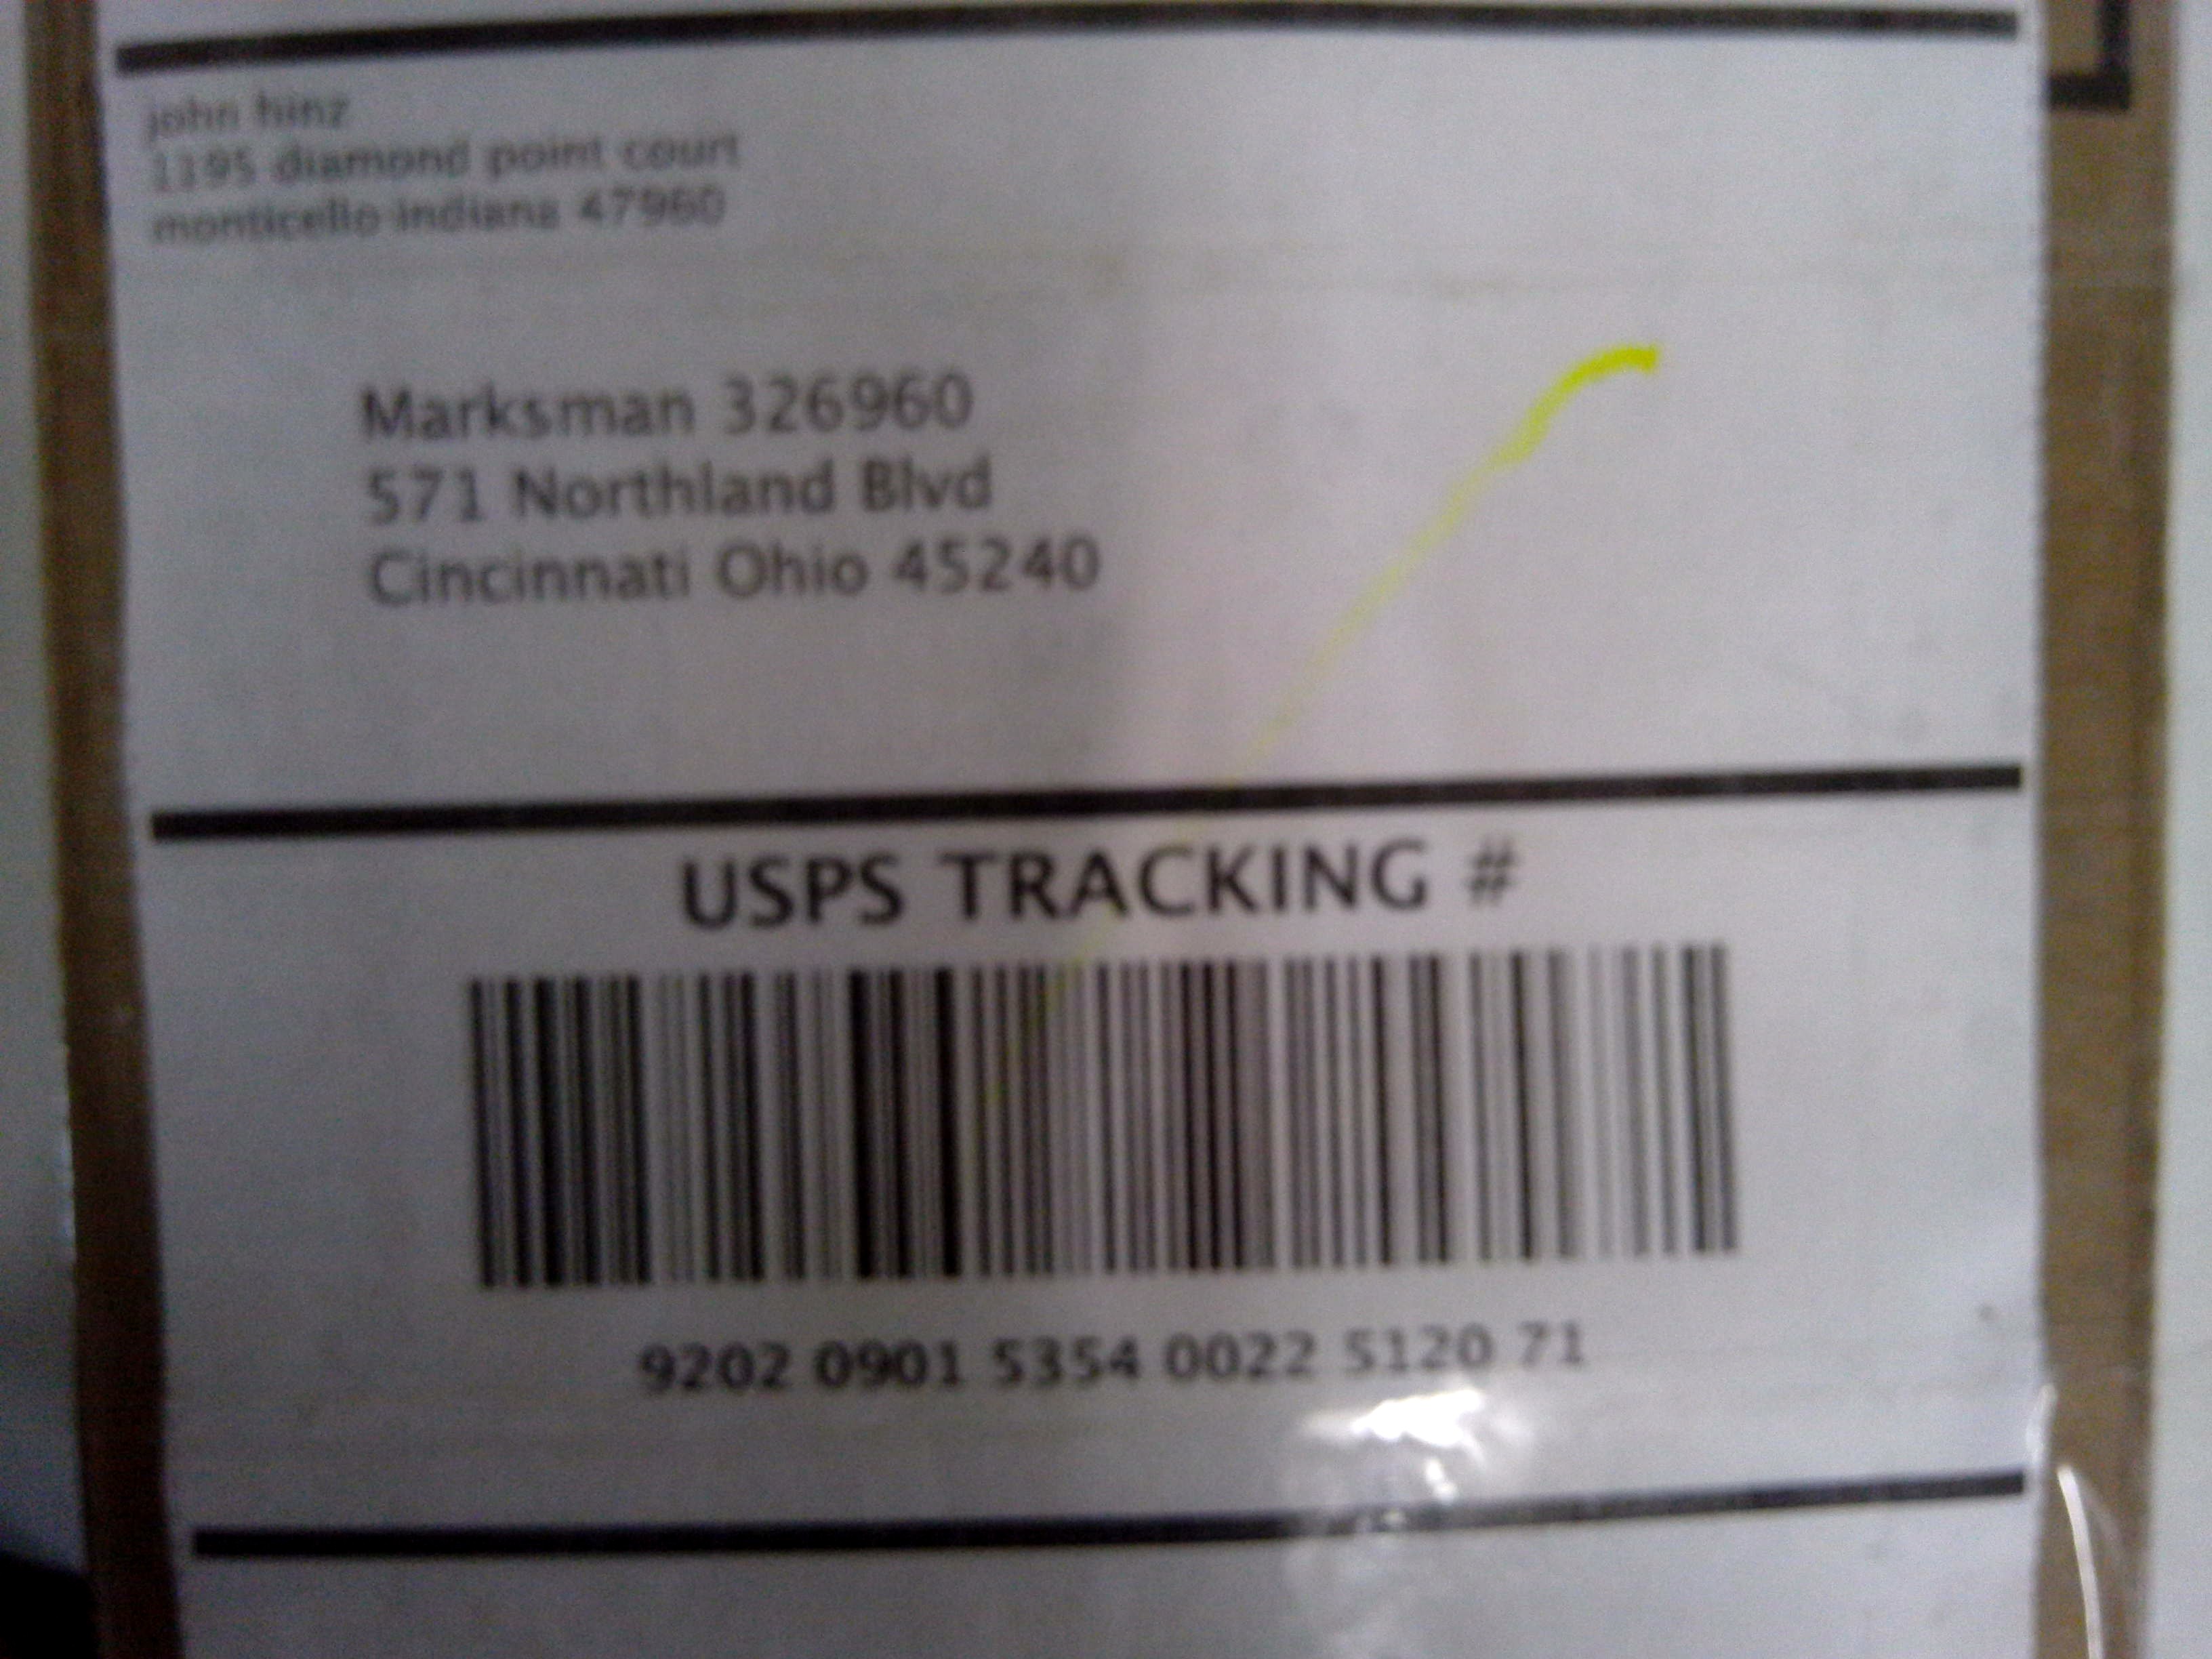 john hinz
1195 diamond point court
monticello indiana 47960
Marksman 326960
571 Northland Blvd
Cincinnati Ohio 45240
USPS TRACKING #
9202 0901 5354 0022 5120 71